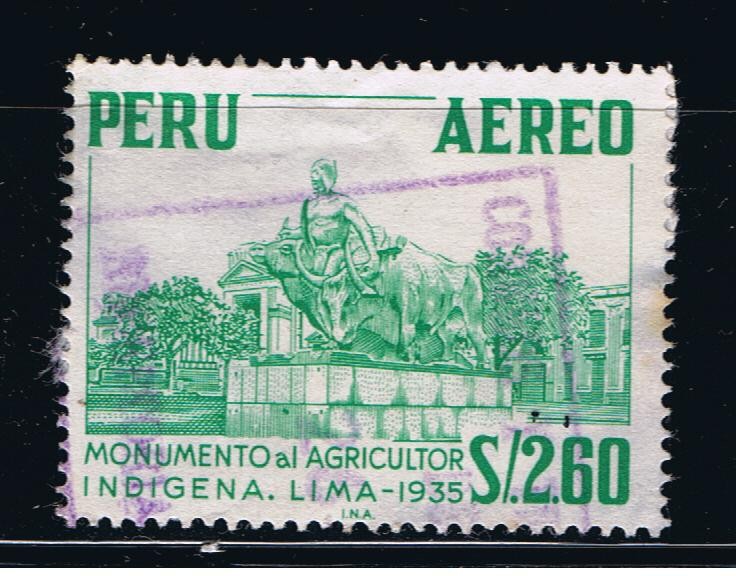 PERU AEREO
MONUMENTO al AGRICULTOR
INDIGENA. LIMA-1935
S/.2.60
I.N.A.